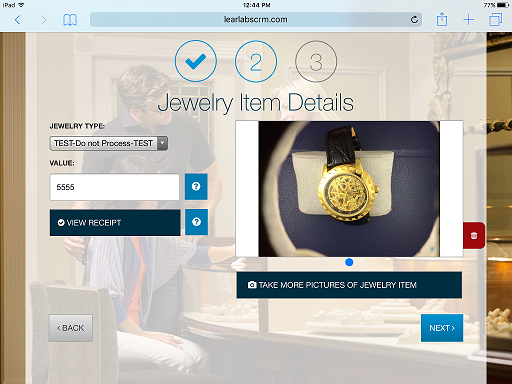 iPad
12:44 PM
77%
learlabscrm.com
2
3
Jewelry Item Details
JEWELRY TYPE:
TEST-Do not Process-TEST
VALUE:
5555
VIEW RECEIPT
TAKE MORE PICTURES OF JEWELRY ITEM
< BACK
NEXT >